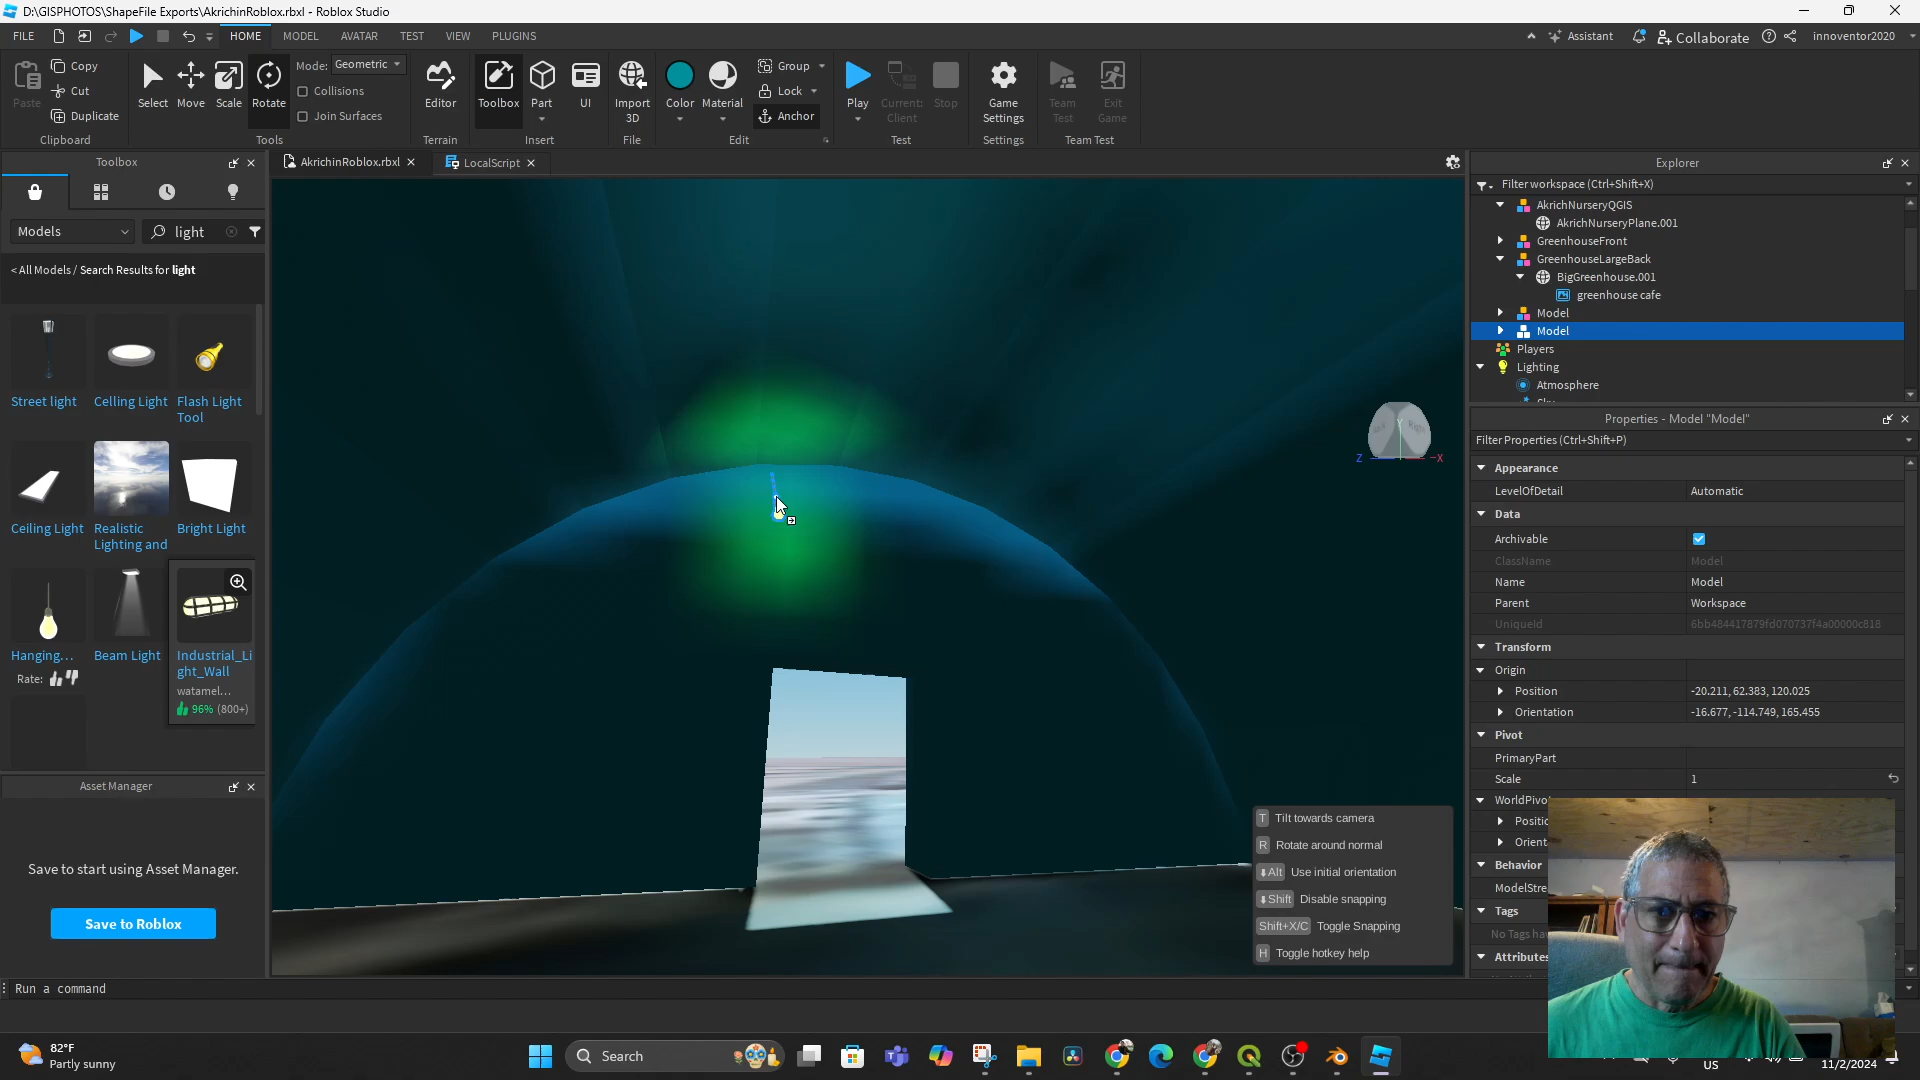 D:\GISPHOTOS\ShapeFile Exports\AkrichinRoblox.rbxl - Roblox Studio
FILE
HOME MODEL AVATAR TEST VIEW PLUGINS
Assistant Collaborate innoventor2020
Paste
Copy
Cut
Duplicate
Clipboard
Select Move Scale Rotate
Mode: Geometric
Collisions
Join Surfaces
Tools
Editor
Terrain
Toolbox Part UI
Insert
Import
3D
File
Color Material
Group
Lock
Anchor
Edit
Play
Current:
Client
Stop
Test
Game
Settings
Settings
Team
Test
Exit
Game
Team Test
Toolbox
Models light
< All Models / Search Results for light
Street light
Celling Light
Flash Light
Tool
Ceiling Light
Realistic
Lighting and
Bright Light
Hanging...
Rate:
Beam Light
Industrial_Li
ght_Wall
watamel...
96% (800+)
Asset Manager
Save to start using Asset Manager.
Save to Roblox
AkrichinRoblox.rbxl LocalScript
Z -X
T Tilt towards camera
R Rotate around normal
Alt Use initial orientation
Shift Disable snapping
Shift+X/C Toggle Snapping
H Toggle hotkey help
Explorer
Filter workspace (Ctrl+Shift+X)
AkrichNurseryQGIS
AkrichNurseryPlane.001
GreenhouseFront
GreenhouseLargeBack
BigGreenhouse.001
greenhouse cafe
Model
Model
Players
Lighting
Atmosphere
Properties - Model "Model"
Filter Properties (Ctrl+Shift+P)
Appearance
LevelOfDetail Automatic
Data
Archivable
ClassName Model
Name Model
Parent Workspace
UniqueId 6bb484417879fd070737f4a00000c818
Transform
Origin
Position -20.211, 62.383, 120.025
Orientation -16.677, -114.749, 165.455
Pivot
PrimaryPart
Scale 1
WorldPivo
Positio
Orient
Behavior
ModelStre
Tags
No Tags ha
Attributes
Run a command
82°F
Partly sunny
Search
US
11/2/2024